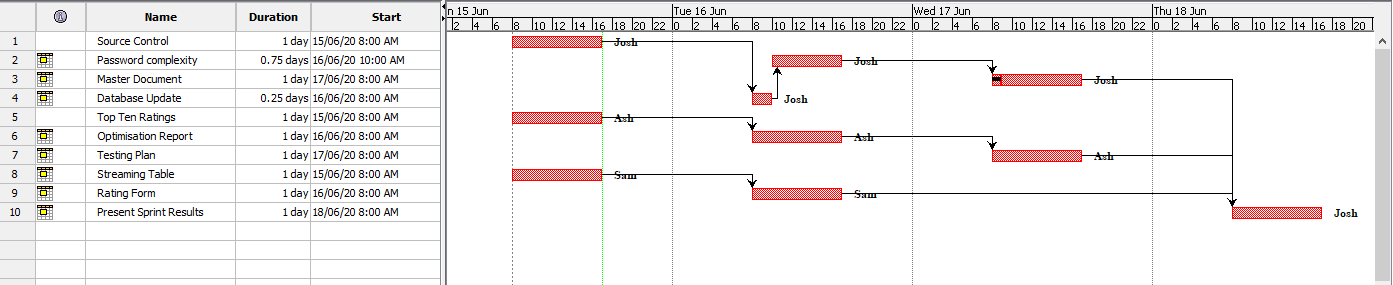 Name Duration Start
n 15 Jun Tue 16 Jun Wed 17 Jun Thu 18 Jun
2 4 6 8 10 12 14 16 18 20 22 2 4 6 8 10 12 14 16 18 20 22 2 4 6 8 10 12 14 16 18 20 22 2 4 6 8 10 12 14 16 18 20
1 Source Control 1 day 15/06/20 8:00 AM Josh
2 Password complexity 0.75 days 16/06/20 10:00 AM Josh
3 Master Document 1 day 17/06/20 8:00 AM Josh
4 Database Update 0.25 days 16/06/20 8:00 AM Josh
5 Top Ten Ratings 1 day 15/06/20 8:00 AM Ash
6 Optimisation Report 1 day 16/06/20 8:00 AM Ash
7 Testing Plan 1 day 17/06/20 8:00 AM Ash
8 Streaming Table 1 day 15/06/20 8:00 AM Sam
9 Rating Form 1 day 16/06/20 8:00 AM Sam
10 Present Sprint Results 1 day 18/06/20 8:00 AM Josh